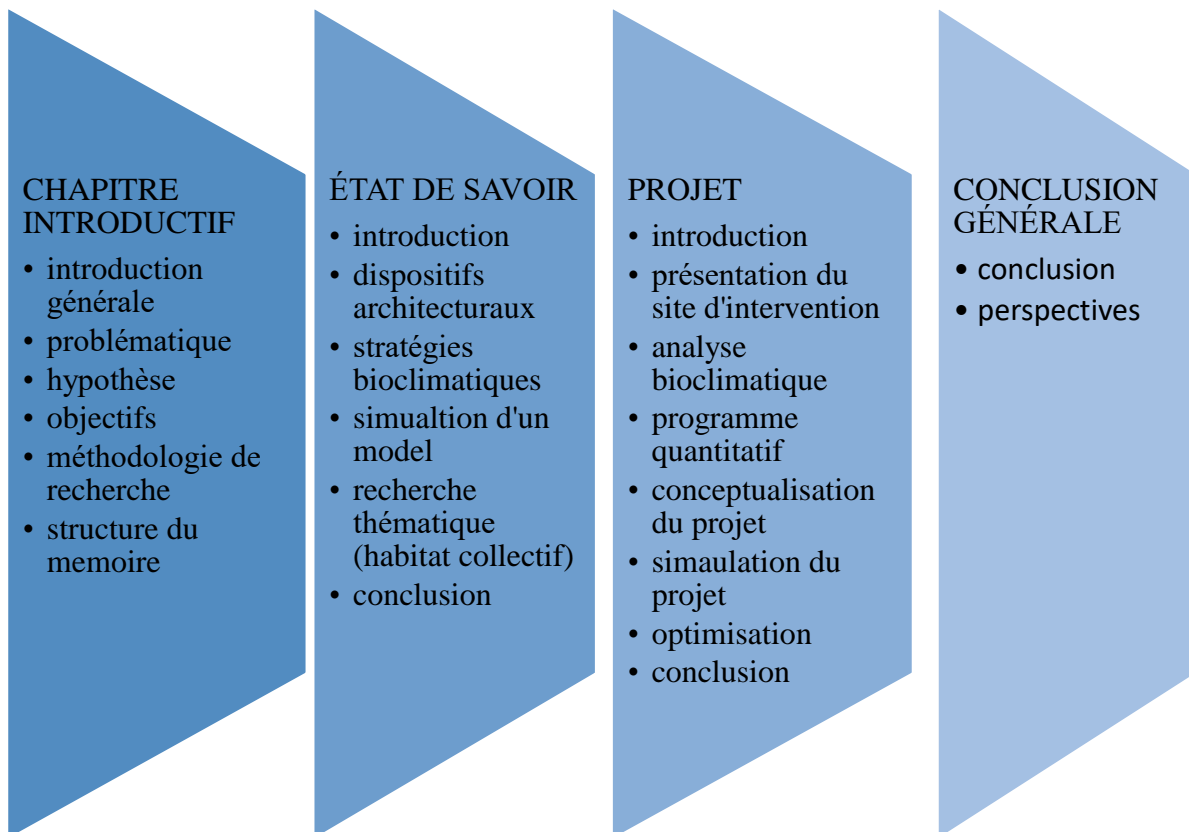 CHAPITRE
INTRODUCTIF
• introduction
générale
• problématique
• hypothèse
• objectifs
• méthodologie de
recherche
• structure du
memoire
ÉTAT DE SAVOIR
• introduction
• dispositifs
architecturaux
• stratégies
bioclimatiques
• simualtion d'un
model
• recherche
thématique
(habitat collectif)
• conclusion
PROJET
• introduction
• présentation du
site d'intervention
• analyse
bioclimatique
• programme
quantitatif
• conceptualisation
du projet
• simaulation du
projet
• optimisation
• conclusion
CONCLUSION
GÉNÉRALE
• conclusion
• perspectives